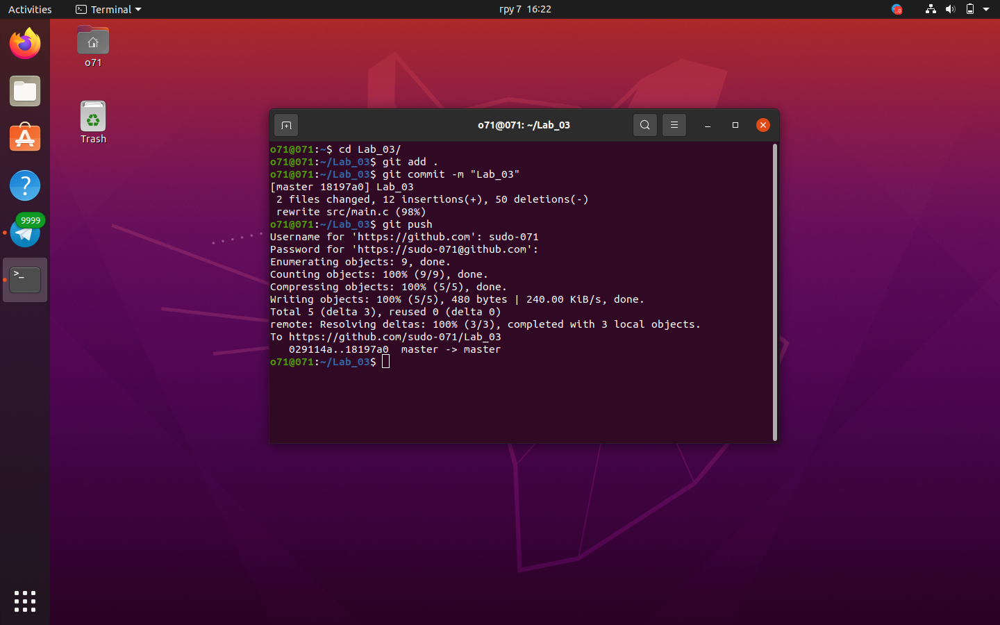 Activities
Terminal
гру 7 16:22
o71
Trash
9999
o71@071: ~/Lab_03
o71@071:~$ cd Lab_03/
o71@071:~/Lab_03$ git add .
o71@071:~/Lab_03$ git commit -m "Lab_03"
[master 18197a0] Lab_03
 2 files changed, 12 insertions(+), 50 deletions(-)
 rewrite src/main.c (98%)
o71@071:~/Lab_03$ git push
Username for 'https://github.com': sudo-071
Password for 'https://sudo-071@github.com':
Enumerating objects: 9, done.
Counting objects: 100% (9/9), done.
Compressing objects: 100% (5/5), done.
Writing objects: 100% (5/5), 480 bytes | 240.00 KiB/s, done.
Total 5 (delta 3), reused 0 (delta 0)
remote: Resolving deltas: 100% (3/3), completed with 3 local objects.
To https://github.com/sudo-071/Lab_03
   029114a..18197a0  master -> master
o71@071:~/Lab_03$